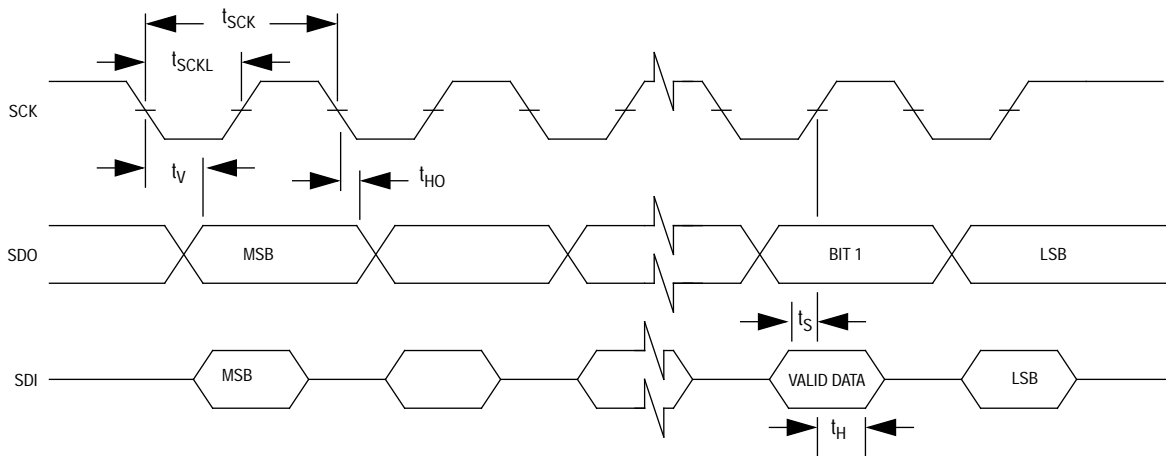 tSCK
tSCKL
SCK
tV
tHO
SDO
MSB
BIT 1
LSB
tS
SDI
MSB
VALID DATA
LSB
tH